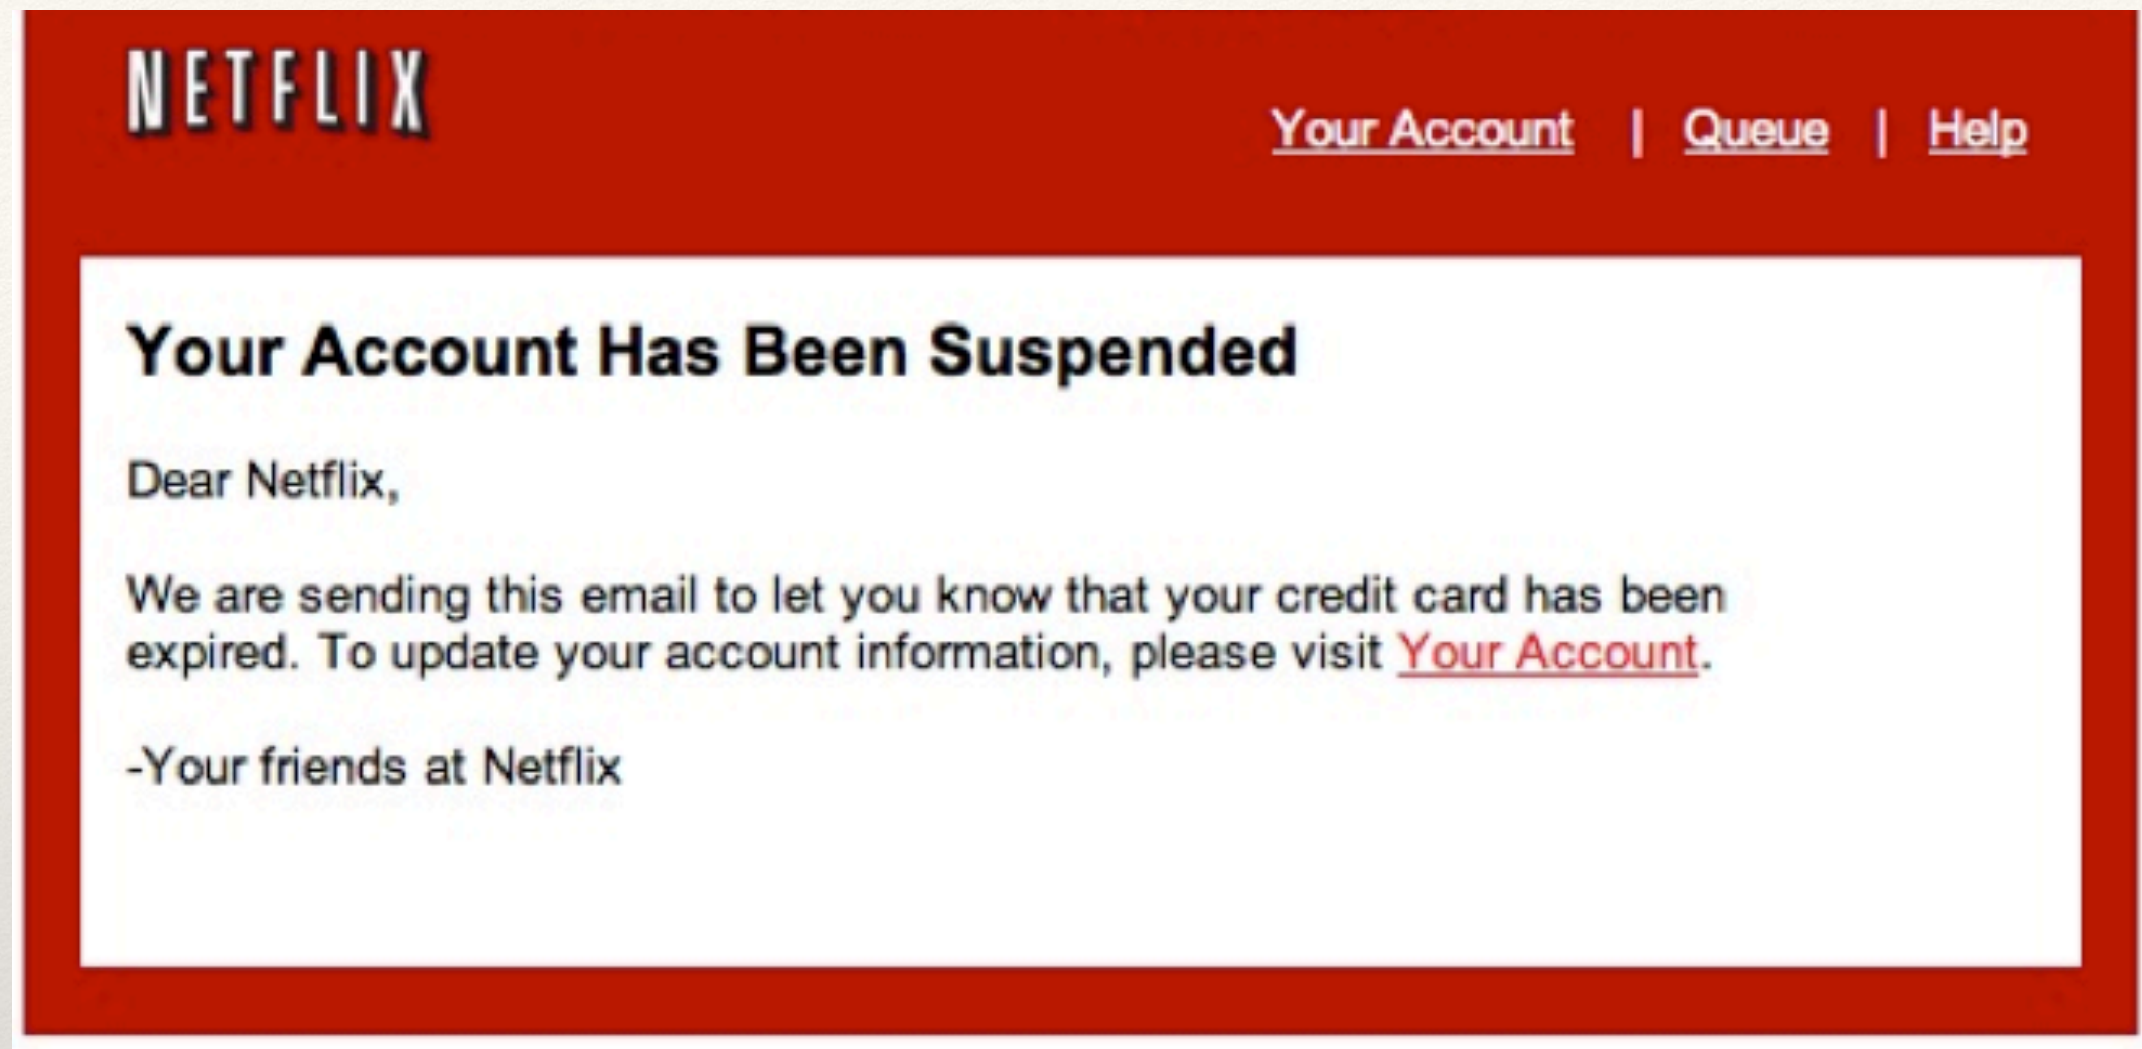 NETFLIX
Your Account | Queue | Help
Your Account Has Been Suspended
Dear Netflix,
We are sending this email to let you know that your credit card has been
expired. To update your account information, please visit Your Account.
-Your friends at Netflix